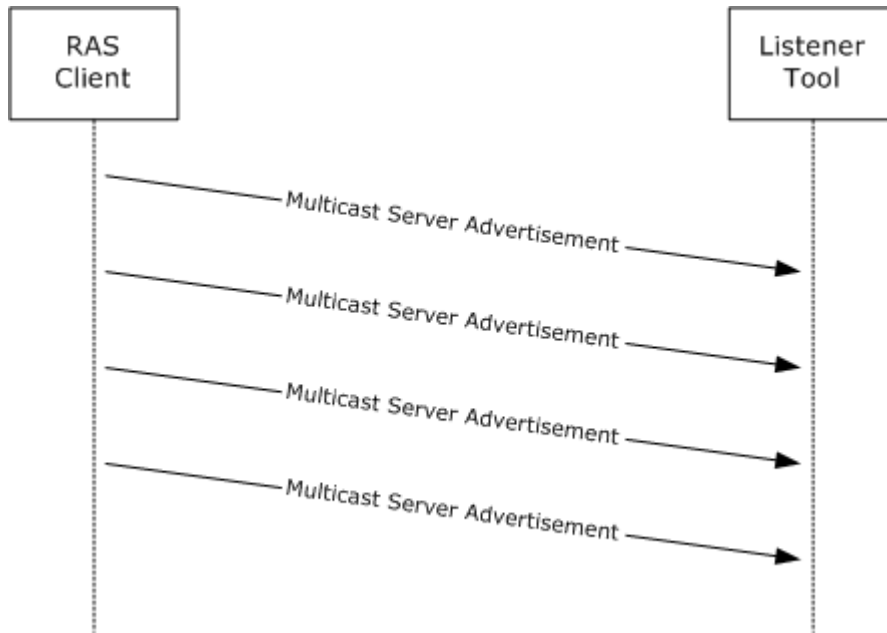 RAS
Client
Listener
Tool
Multicast Server Advertisement
Multicast Server Advertisement
Multicast Server Advertisement
Multicast Server Advertisement